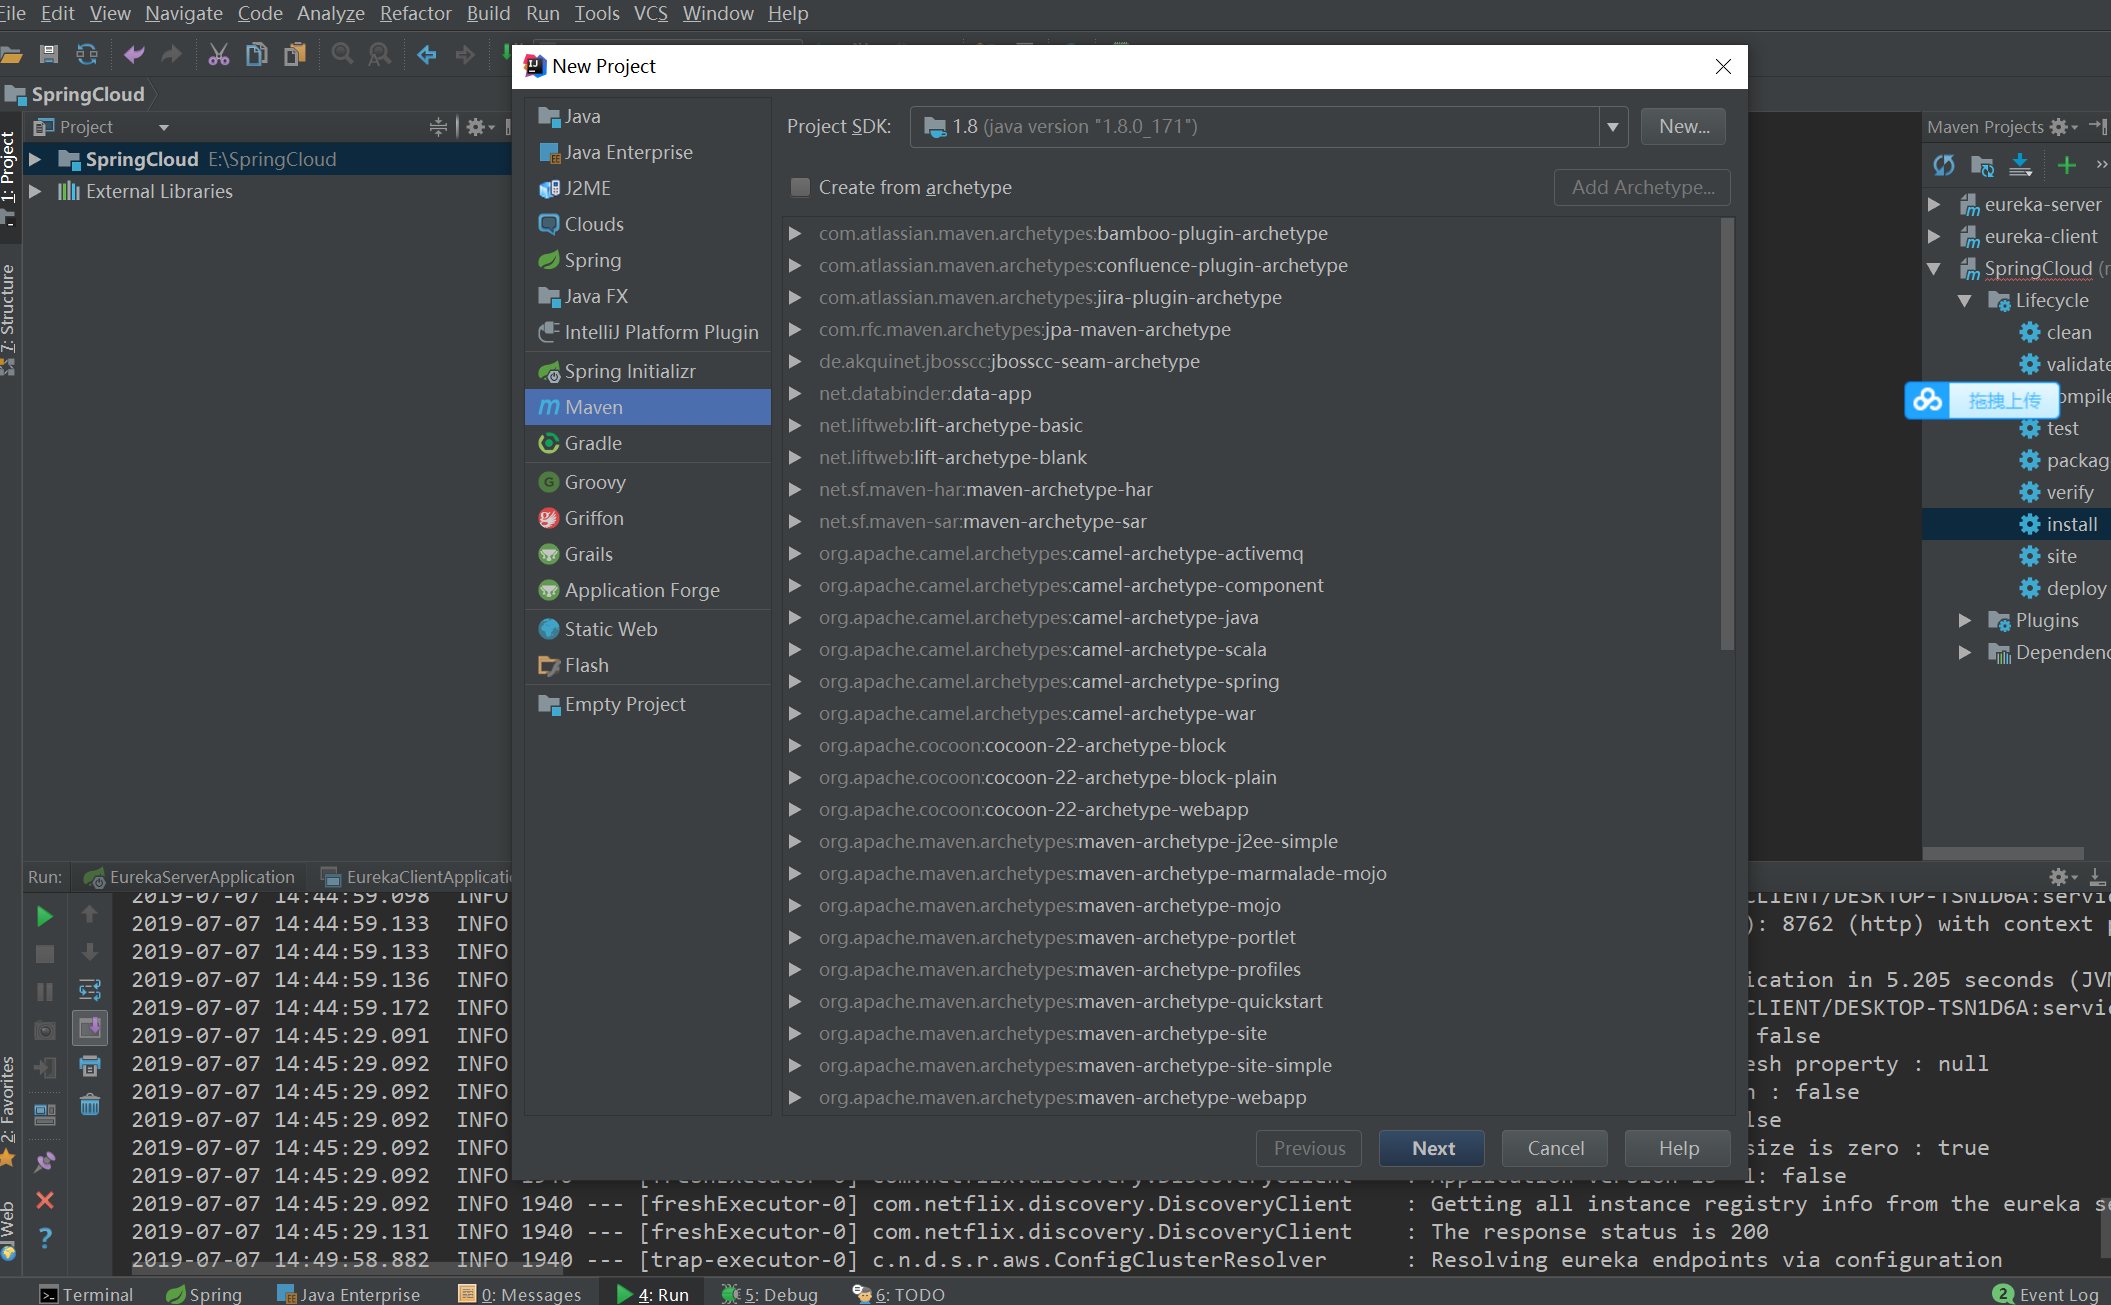 File Edit View Navigate Code Analyze Refactor Build Run Tools VCS Window Help
SpringCloud
Project
SpringCloud E:\SpringCloud
External Libraries
1: Project
7: Structure
2: Favorites
Web
New Project
Java
Java Enterprise
J2ME
Clouds
Spring
Java FX
IntelliJ Platform Plugin
Spring Initializr
Maven
Gradle
Groovy
Griffon
Grails
Application Forge
Static Web
Flash
Empty Project
Project SDK: 1.8 (java version "1.8.0_171") New...
Create from archetype Add Archetype...
com.atlassian.maven.archetypes:bamboo-plugin-archetype
com.atlassian.maven.archetypes:confluence-plugin-archetype
com.atlassian.maven.archetypes:jira-plugin-archetype
com.rfc.maven.archetypes:jpa-maven-archetype
de.akquinet.jbosscc:jbosscc-seam-archetype
net.databinder:data-app
net.liftweb:lift-archetype-basic
net.liftweb:lift-archetype-blank
net.sf.maven-har:maven-archetype-har
net.sf.maven-sar:maven-archetype-sar
org.apache.camel.archetypes:camel-archetype-activemq
org.apache.camel.archetypes:camel-archetype-component
org.apache.camel.archetypes:camel-archetype-java
org.apache.camel.archetypes:camel-archetype-scala
org.apache.camel.archetypes:camel-archetype-spring
org.apache.camel.archetypes:camel-archetype-war
org.apache.cocoon:cocoon-22-archetype-block
org.apache.cocoon:cocoon-22-archetype-block-plain
org.apache.cocoon:cocoon-22-archetype-webapp
org.apache.maven.archetypes:maven-archetype-j2ee-simple
org.apache.maven.archetypes:maven-archetype-marmalade-mojo
org.apache.maven.archetypes:maven-archetype-mojo
org.apache.maven.archetypes:maven-archetype-portlet
org.apache.maven.archetypes:maven-archetype-profiles
org.apache.maven.archetypes:maven-archetype-quickstart
org.apache.maven.archetypes:maven-archetype-site
org.apache.maven.archetypes:maven-archetype-site-simple
org.apache.maven.archetypes:maven-archetype-webapp
Previous Next Cancel Help
Maven Projects
eureka-server
eureka-client
SpringCloud (
Lifecycle
clean
validate
拖拽上传 ompile
test
packag
verify
install
site
deploy
Plugins
Dependenc
Run: EurekaServerApplication EurekaClientApplicati
2019-07-07 14:44:59.098 INFO CLIENT/DESKTOP-TSN1D6A:servic
2019-07-07 14:44:59.133 INFO ): 8762 (http) with context p
2019-07-07 14:44:59.133 INFO
2019-07-07 14:44:59.136 INFO ication in 5.205 seconds (JVM
2019-07-07 14:44:59.172 INFO CLIENT/DESKTOP-TSN1D6A:servic
2019-07-07 14:45:29.091 INFO false
2019-07-07 14:45:29.092 INFO esh property : null
2019-07-07 14:45:29.092 INFO n : false
2019-07-07 14:45:29.092 INFO lse
2019-07-07 14:45:29.092 INFO size is zero : true
2019-07-07 14:45:29.092 INFO 1940 --- [freshExecutor-0] com.netflix.discovery.DiscoveryClient : Application version is -1: false
2019-07-07 14:45:29.092 INFO 1940 --- [freshExecutor-0] com.netflix.discovery.DiscoveryClient : Getting all instance registry info from the eureka se
2019-07-07 14:45:29.131 INFO 1940 --- [freshExecutor-0] com.netflix.discovery.DiscoveryClient : The response status is 200
2019-07-07 14:49:58.882 INFO 1940 --- [trap-executor-0] c.n.d.s.r.aws.ConfigClusterResolver : Resolving eureka endpoints via configuration
Terminal Spring Java Enterprise 0: Messages 4: Run 5: Debug 6: TODO 2 Event Log